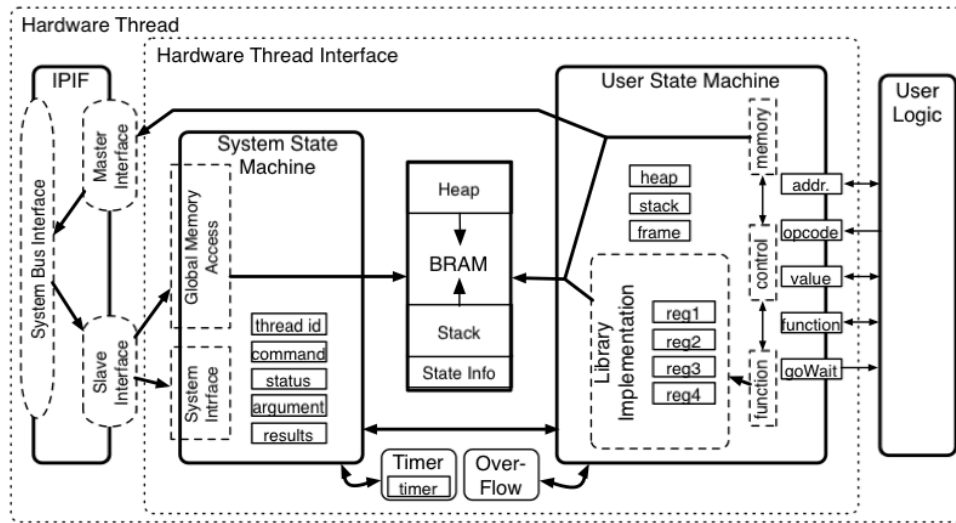 Hardware Thread
Hardware Thread Interface
IPIF
System Bus Interface
Master
Interface
Slave
Interface
System State
Machine
Global Memory
Access
System
Intrface
thread id
command
status
argument
results
Heap
BRAM
Stack
State Info
Timer
timer
Over-
Flow
User State Machine
memory
control
function
heap
stack
frame
Library
Implementation
reg1
reg2
reg3
reg4
addr.
opcode
value
function
goWait
User
Logic